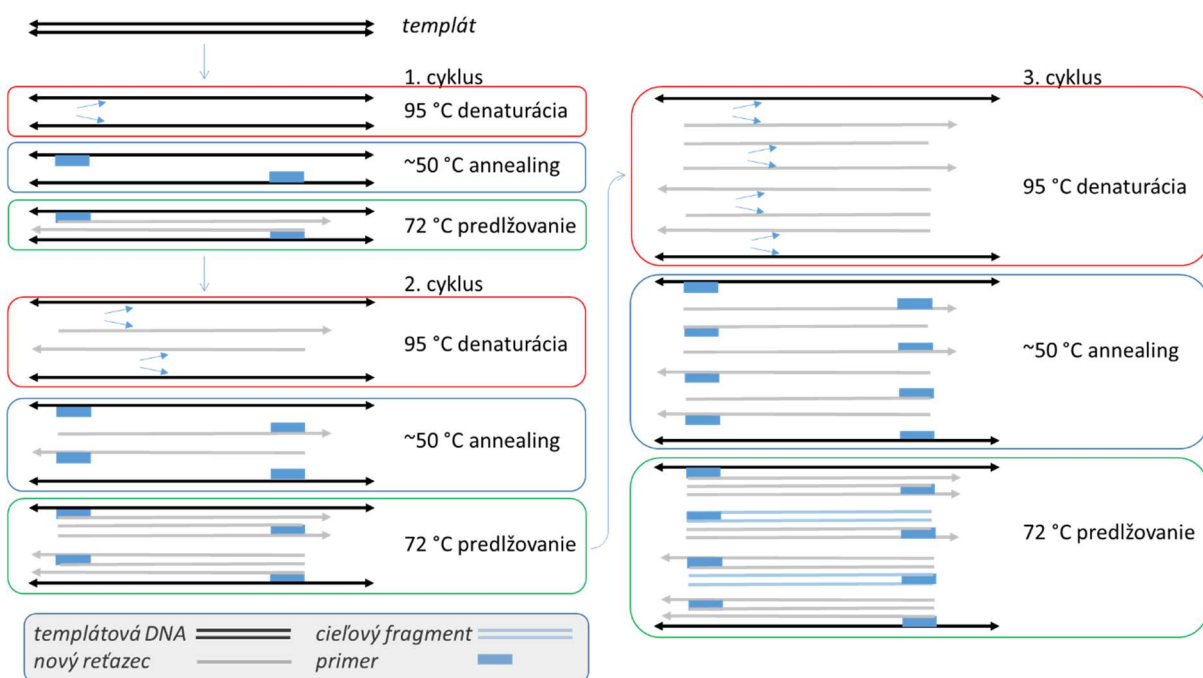 templát
1. cyklus
95 °C denaturácia
~50 °C annealing
72 °C predlžovanie
2. cyklus
95 °C denaturácia
~50 °C annealing
72 °C predlžovanie
3. cyklus
95 °C denaturácia
~50 °C annealing
72 °C predlžovanie
templátová DNA
cieľový fragment
nový reťazec
primer